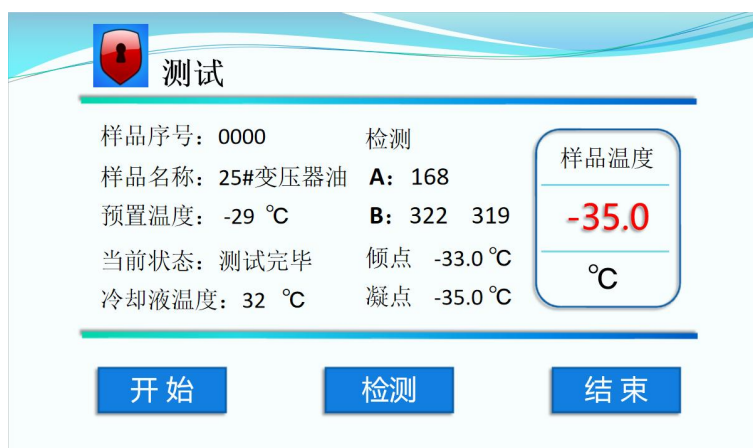 测试
样品序号：0000
样品名称：25#变压器油
预置温度： -29 ℃
当前状态：测试完毕
冷却液温度：32 ℃
检测
A：168
B：322 319
倾点 -33.0℃
凝点 -35.0℃
样品温度
-35.0
℃
开始
检测
结束